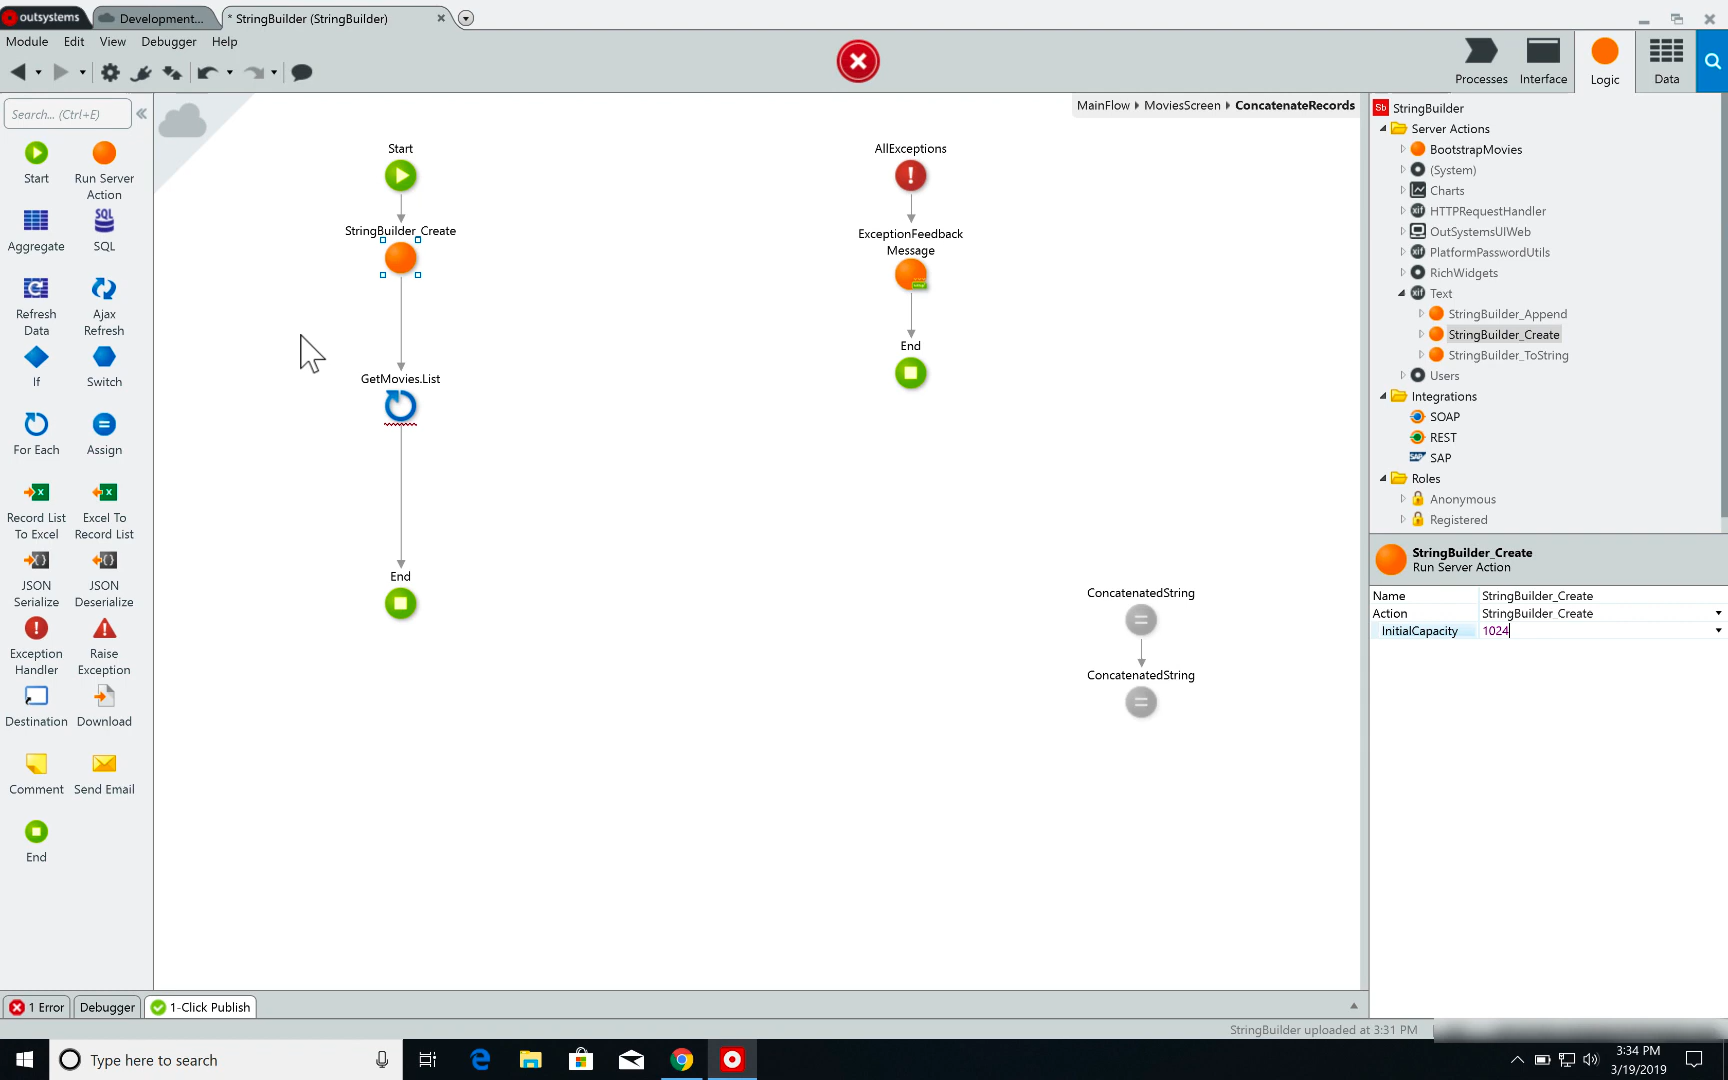 outsystems
Development...
* StringBuilder (StringBuilder)
Module Edit View Debugger Help
Processes
Interface
Logic
Data
Search... (Ctrl+E)
Start
Run Server
Action
Aggregate
SQL
SQL
Refresh
Data
Ajax
Refresh
If
Switch
For Each
Assign
Record List
To Excel
Excel To
Record List
JSON
Serialize
JSON
Deserialize
Exception
Handler
Raise
Exception
Destination
Download
Comment
Send Email
End
MainFlow MoviesScreen ConcatenateRecords
Start
StringBuilder_Create
GetMovies.List
End
AllExceptions
ExceptionFeedback
Message
End
ConcatenatedString
ConcatenatedString
Sb StringBuilder
Server Actions
BootstrapMovies
(System)
Charts
xif HTTPRequestHandler
OutSystemsUIWeb
xif PlatformPasswordUtils
RichWidgets
xif Text
StringBuilder_Append
StringBuilder_Create
StringBuilder_ToString
Users
Integrations
SOAP
REST
SAP SAP
Roles
Anonymous
Registered
StringBuilder_Create
Run Server Action
Name StringBuilder_Create
Action StringBuilder_Create
InitialCapacity 1024
1 Error
Debugger
1-Click Publish
StringBuilder uploaded at 3:31 PM
Type here to search
3:34 PM
3/19/2019